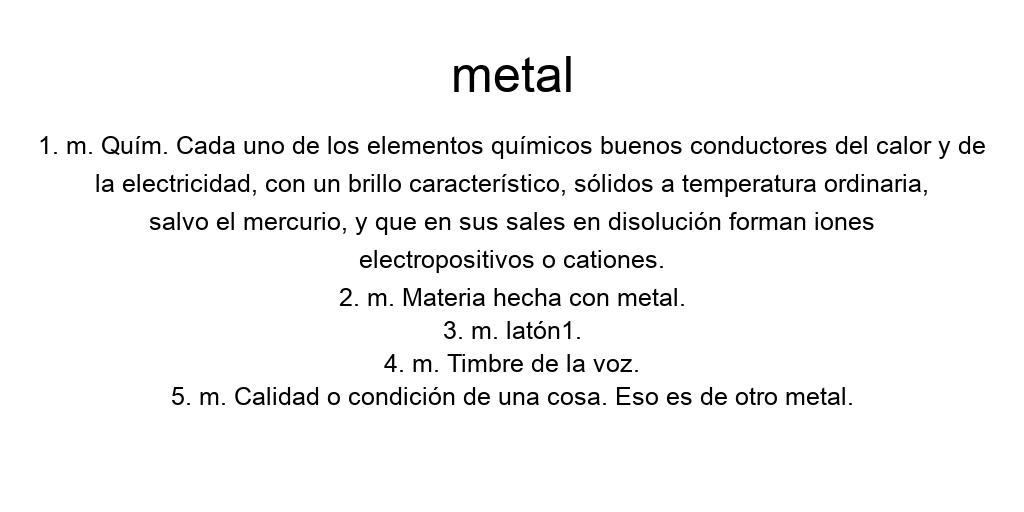 metal
1. m. Quím. Cada uno de los elementos químicos buenos conductores del calor y de
la electricidad, con un brillo característico, sólidos a temperatura ordinaria,
salvo el mercurio, y que en sus sales en disolución forman iones
electropositivos o cationes.
2. m. Materia hecha con metal.
3. m. latón1.
4. m. Timbre de la voz.
5. m. Calidad o condición de una cosa. Eso es de otro metal.